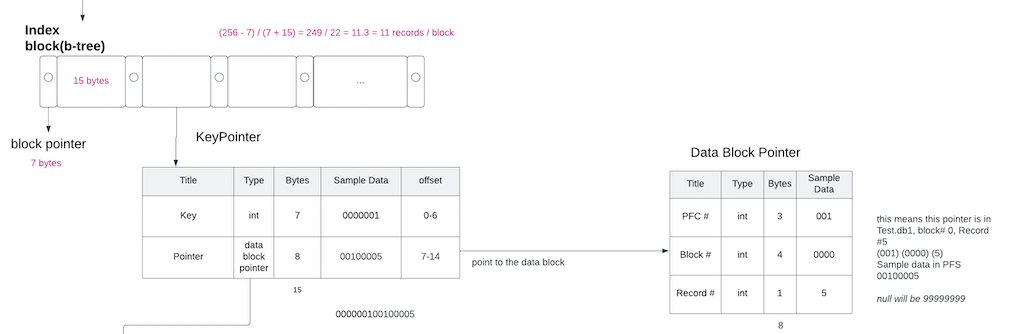 Index
block(b-tree)
(256 - 7) / (7 + 15) = 249 / 22 = 11.3 = 11 records / block
15 bytes
...
block pointer
7 bytes
KeyPointer
Title Type Bytes Sample Data offset
Key int 7 0000001 0-6
Pointer data block pointer 8 00100005 7-14
15
000000100100005
point to the data block
Data Block Pointer
Title Type Bytes Sample Data
PFC # int 3 001
Block # int 4 0000
Record # int 1 5
8
this means this pointer is in
Test.db1, block# 0, Record
#5
(001) (0000) (5)
Sample data in PFS
00100005
null will be 99999999